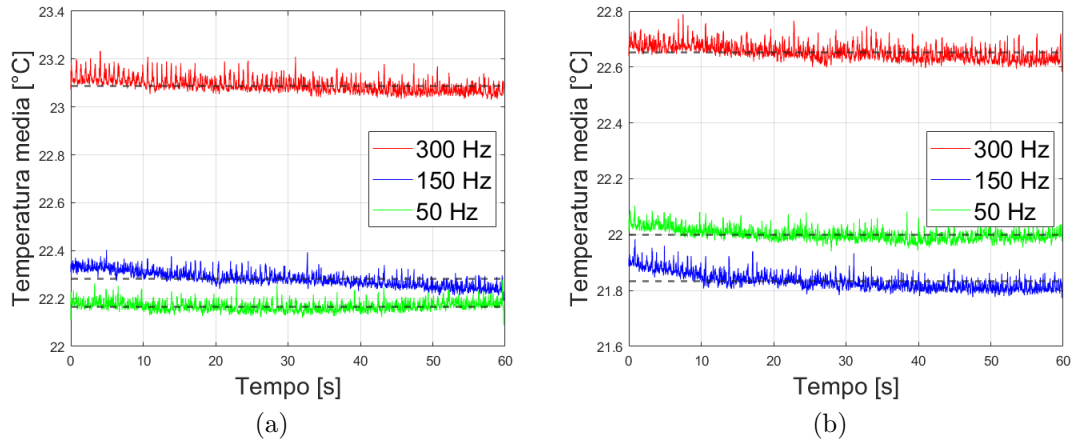 23.4
23.2
23
22.8
22.6
22.4
22.2
22
0 10 20 30 40 50 60
Temperatura media [°C]
Tempo [s]
300 Hz
150 Hz
50 Hz
(a)
22.8
22.6
22.4
22.2
22
21.8
21.6
0 10 20 30 40 50 60
Temperatura media [°C]
Tempo [s]
300 Hz
150 Hz
50 Hz
(b)